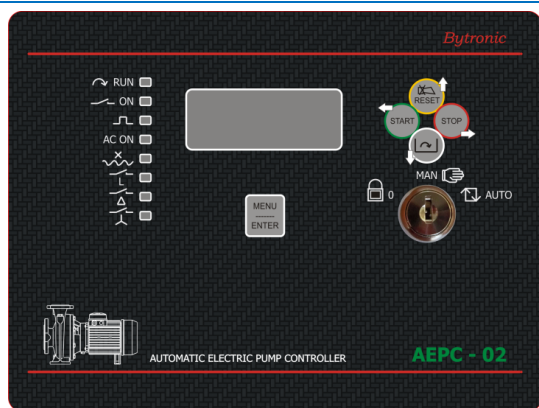 Bytronic
RUN
ON
AC ON
L
Δ
RESET
START
STOP
MAN
0
AUTO
MENU
ENTER
AUTOMATIC ELECTRIC PUMP CONTROLLER
AEPC - 02